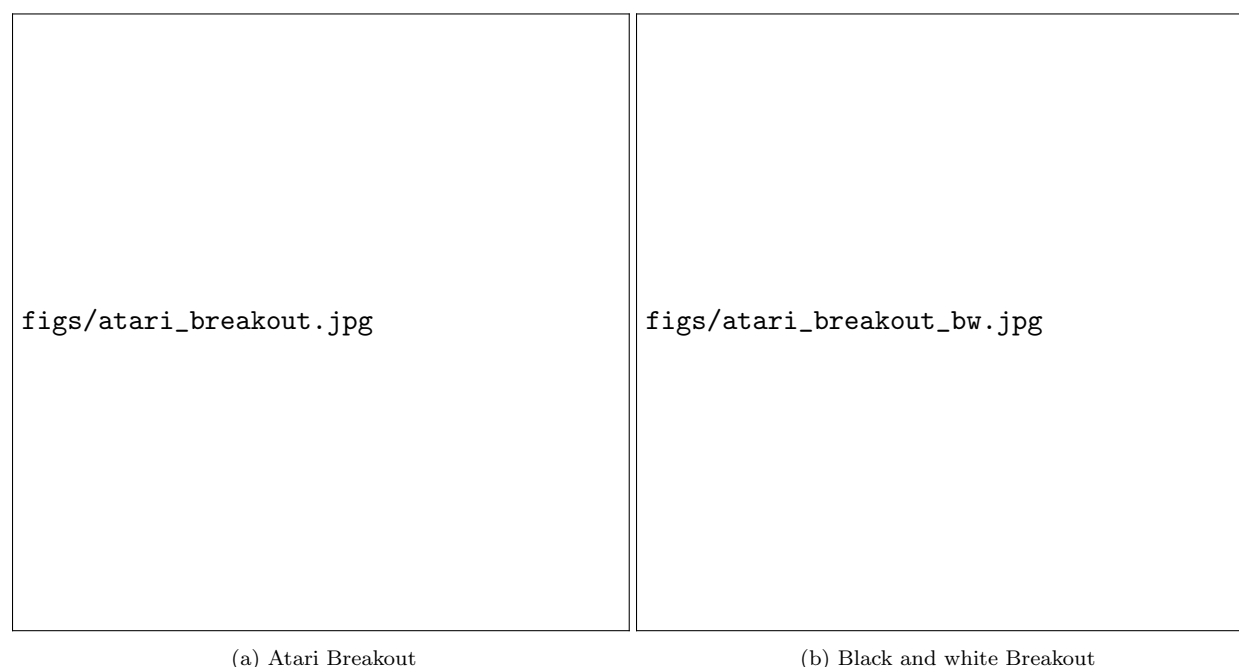 figs/atari_breakout.jpg
figs/atari_breakout_bw.jpg
(a) Atari Breakout
(b) Black and white Breakout